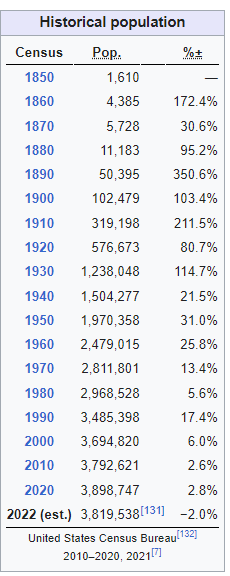 Historical population
Census Pop. %±
1850 1,610 —
1860 4,385 172.4%
1870 5,728 30.6%
1880 11,183 95.2%
1890 50,395 350.6%
1900 102,479 103.4%
1910 319,198 211.5%
1920 576,673 80.7%
1930 1,238,048 114.7%
1940 1,504,277 21.5%
1950 1,970,358 31.0%
1960 2,479,015 25.8%
1970 2,811,801 13.4%
1980 2,968,528 5.6%
1990 3,485,398 17.4%
2000 3,694,820 6.0%
2010 3,792,621 2.6%
2020 3,898,747 2.8%
2022 (est.) 3,819,538[131] −2.0%
United States Census Bureau[132]
2010–2020, 2021[7]